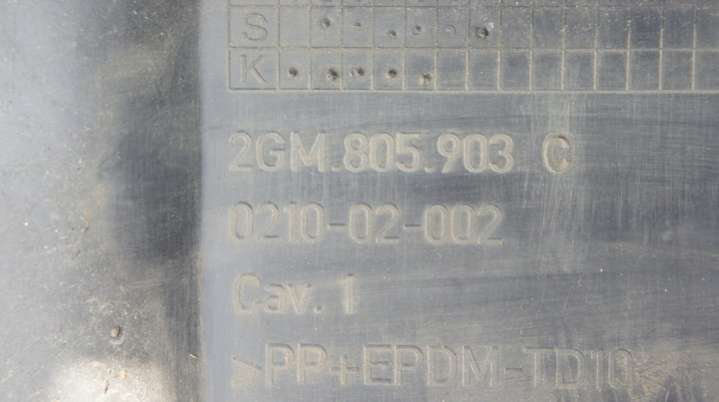 S
K
2GM.805.903 C
0210-02-002
Cav. 1
>PP+EPDM-TD10